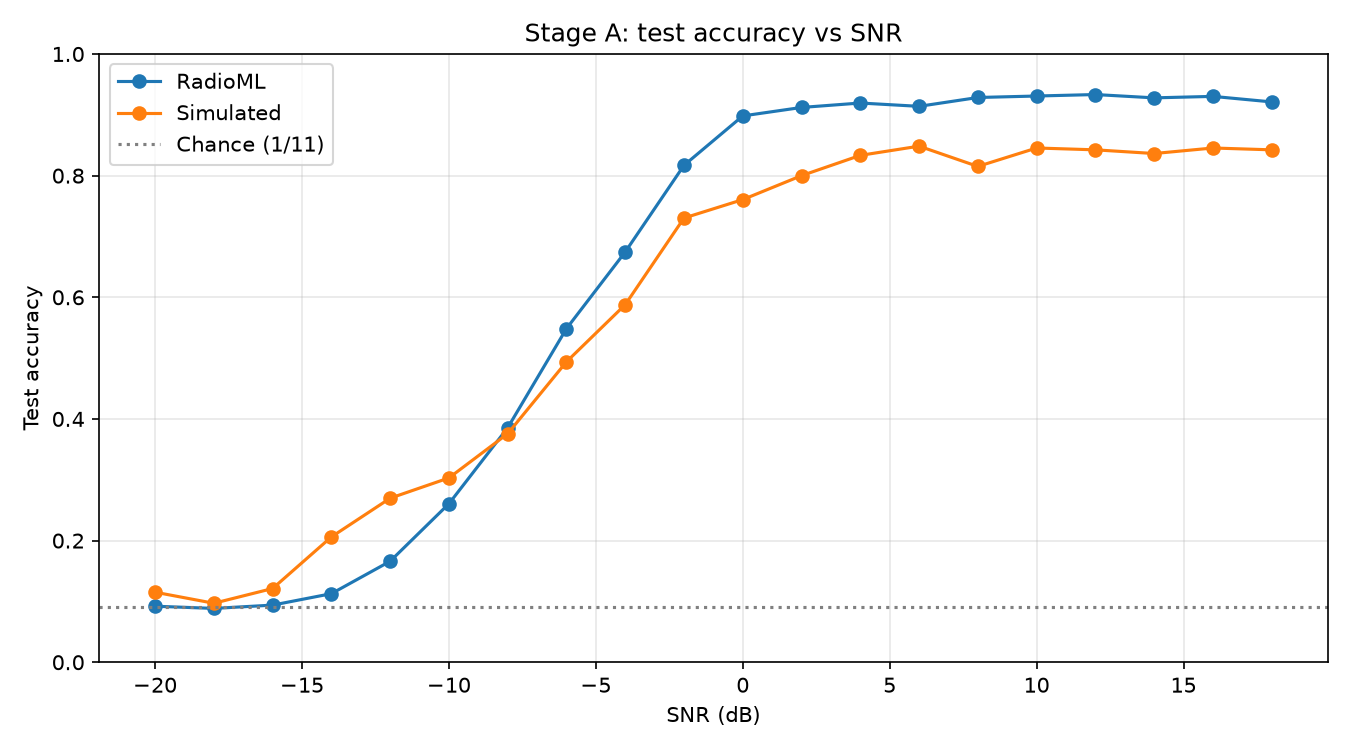 Stage A: test accuracy vs SNR
RadioML
Simulated
Chance (1/11)
Test accuracy
1.0
0.8
0.6
0.4
0.2
0.0
−20 −15 −10 −5 0 5 10 15
SNR (dB)